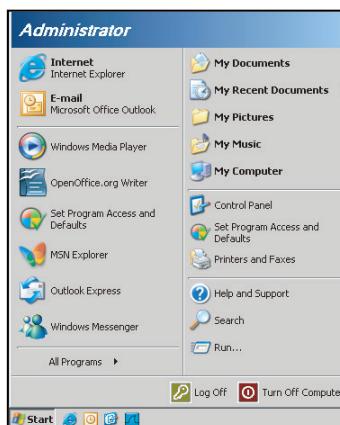 Administrator
Internet
Internet Explorer
E-mail
Microsoft Office Outlook
Windows Media Player
OpenOffice.org Writer
Set Program Access and
Defaults
MSN Explorer
Outlook Express
Windows Messenger
All Programs
My Documents
My Recent Documents
My Pictures
My Music
My Computer
Control Panel
Set Program Access and
Defaults
Printers and Faxes
Help and Support
Search
Run...
Log Off
Turn Off Compute
Start